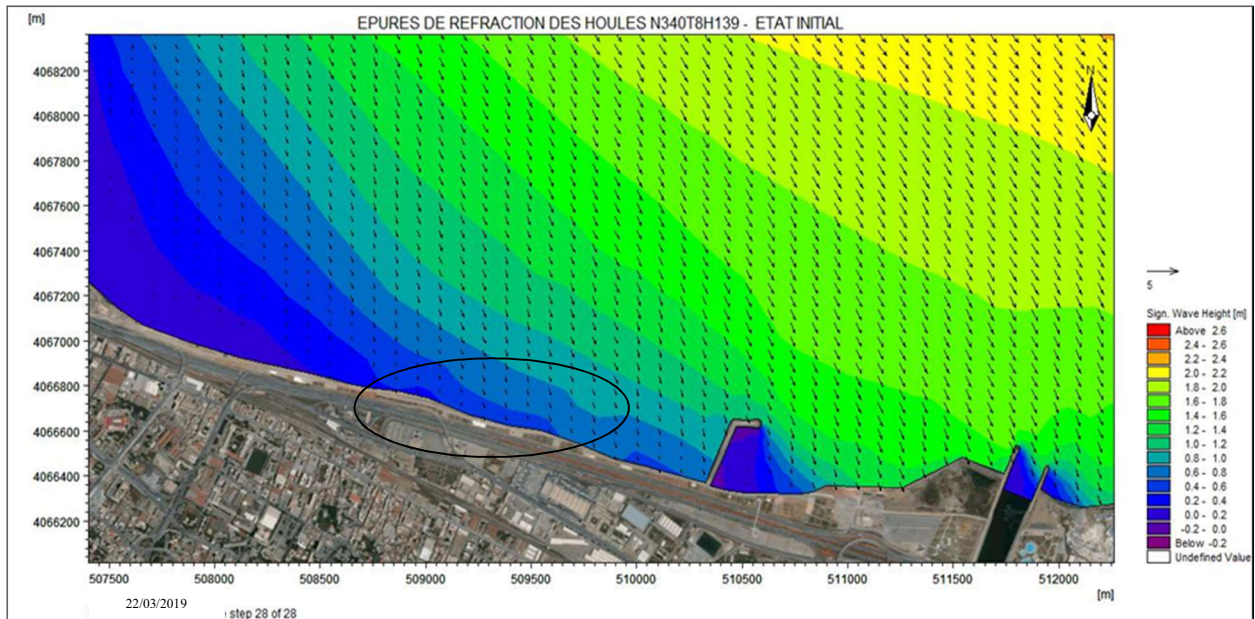 [m]
EPURES DE REFRACTION DES HOULES N340T8H139 - ETAT INITIAL
4068200
4068000
4067800
4067600
4067400
4067200
4067000
4066800
4066600
4066400
4066200
N
5
Sign. Wave Height [m]
Above 2.6
2.4 - 2.6
2.2 - 2.4
2.0 - 2.2
1.8 - 2.0
1.6 - 1.8
1.4 - 1.6
1.2 - 1.4
1.0 - 1.2
0.8 - 1.0
0.6 - 0.8
0.4 - 0.6
0.2 - 0.4
0.0 - 0.2
-0.2 - 0.0
Below -0.2
Undefined Value
507500 508000 508500 509000 509500 510000 510500 511000 511500 512000
[m]
22/03/2019
step 28 of 28